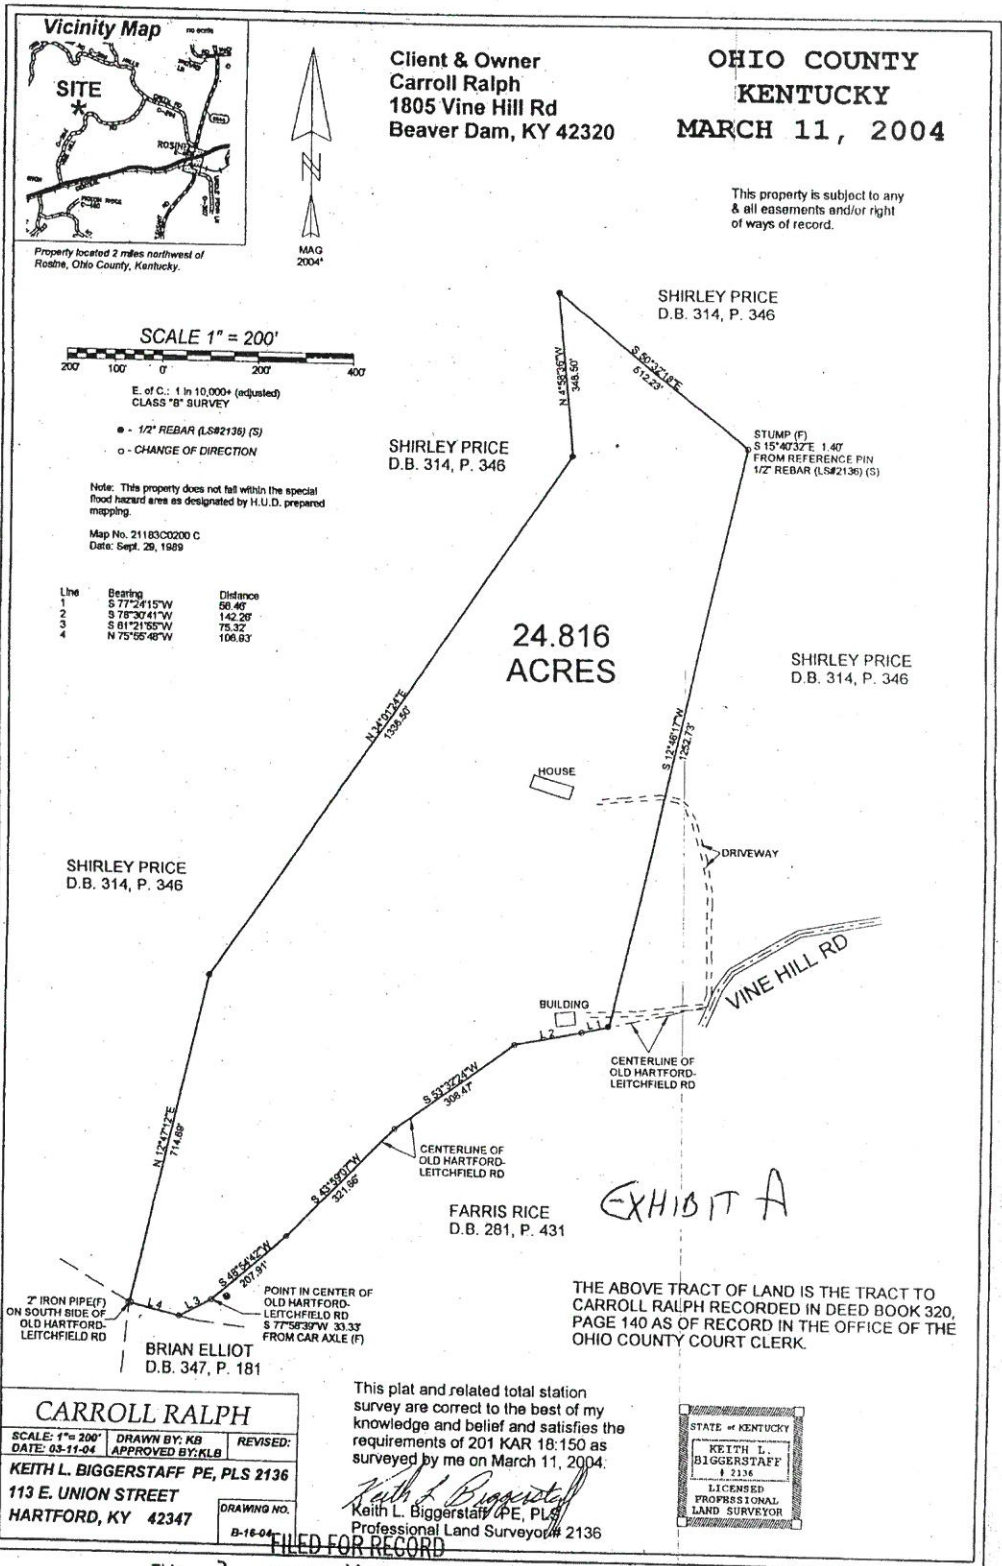 Vicinity Map
no scale
SITE
ROSINE
Property located 2 miles northwest of
Rosine, Ohio County, Kentucky.
N
MAG
2004
Client & Owner
Carroll Ralph
1805 Vine Hill Rd
Beaver Dam, KY 42320
OHIO COUNTY
KENTUCKY
MARCH 11, 2004
This property is subject to any
& all easements and/or right
of ways of record.
SCALE 1" = 200'
200' 100' 0' 200' 400'
E. of C.: 1 in 10,000+ (adjusted)
CLASS "B" SURVEY
● - 1/2" REBAR (LS#2136) (S)
o - CHANGE OF DIRECTION
Note: This property does not fall within the special
flood hazard area as designated by H.U.D. prepared
mapping.
Map No. 21183C0200 C
Date: Sept. 29, 1989
Line Bearing Distance
1 S 77°24'15"W 56.46'
2 S 78°30'41"W 142.26'
3 S 61°21'55"W 75.32'
4 N 75°55'48"W 106.93'
SHIRLEY PRICE
D.B. 314, P. 346
N 4°58'36"W
348.50'
S 50°32'18"E
512.23'
STUMP (F)
S 15°40'32"E 1.40'
FROM REFERENCE PIN
1/2" REBAR (LS#2136) (S)
SHIRLEY PRICE
D.B. 314, P. 346
24.816
ACRES
SHIRLEY PRICE
D.B. 314, P. 346
N 34°01'24"E
1336.50'
S 12°46'17"W
1252.73'
HOUSE
DRIVEWAY
SHIRLEY PRICE
D.B. 314, P. 346
VINE HILL RD
BUILDING
L 2
L 1
CENTERLINE OF
OLD HARTFORD-
LEITCHFIELD RD
S 53°32'24"W
308.47'
N 12°47'12"E
714.69'
CENTERLINE OF
OLD HARTFORD-
LEITCHFIELD RD
S 43°59'07"W
321.66'
FARRIS RICE
D.B. 281, P. 431
EXHIBIT A
S 48°54'42"W
207.91'
2" IRON PIPE(F)
ON SOUTH SIDE OF
OLD HARTFORD-
LEITCHFIELD RD
L 4
L 3
POINT IN CENTER OF
OLD HARTFORD-
LEITCHFIELD RD
S 77°58'39"W 33.33'
FROM CAR AXLE (F)
BRIAN ELLIOT
D.B. 347, P. 181
THE ABOVE TRACT OF LAND IS THE TRACT TO
CARROLL RALPH RECORDED IN DEED BOOK 320,
PAGE 140 AS OF RECORD IN THE OFFICE OF THE
OHIO COUNTY COURT CLERK.
CARROLL RALPH
SCALE: 1"= 200' DRAWN BY: KB REVISED:
DATE: 03-11-04 APPROVED BY:KLB
KEITH L. BIGGERSTAFF PE, PLS 2136
113 E. UNION STREET
HARTFORD, KY 42347
DRAWING NO.
B-16-04
This plat and related total station
survey are correct to the best of my
knowledge and belief and satisfies the
requirements of 201 KAR 18:150 as
surveyed by me on March 11, 2004.
Keith L Biggerstaff
Keith L. Biggerstaff PE, PLS
Professional Land Surveyor # 2136
STATE of KENTUCKY
KEITH L.
BIGGERSTAFF
# 2136
LICENSED
PROFESSIONAL
LAND SURVEYOR
FILED FOR RECORD